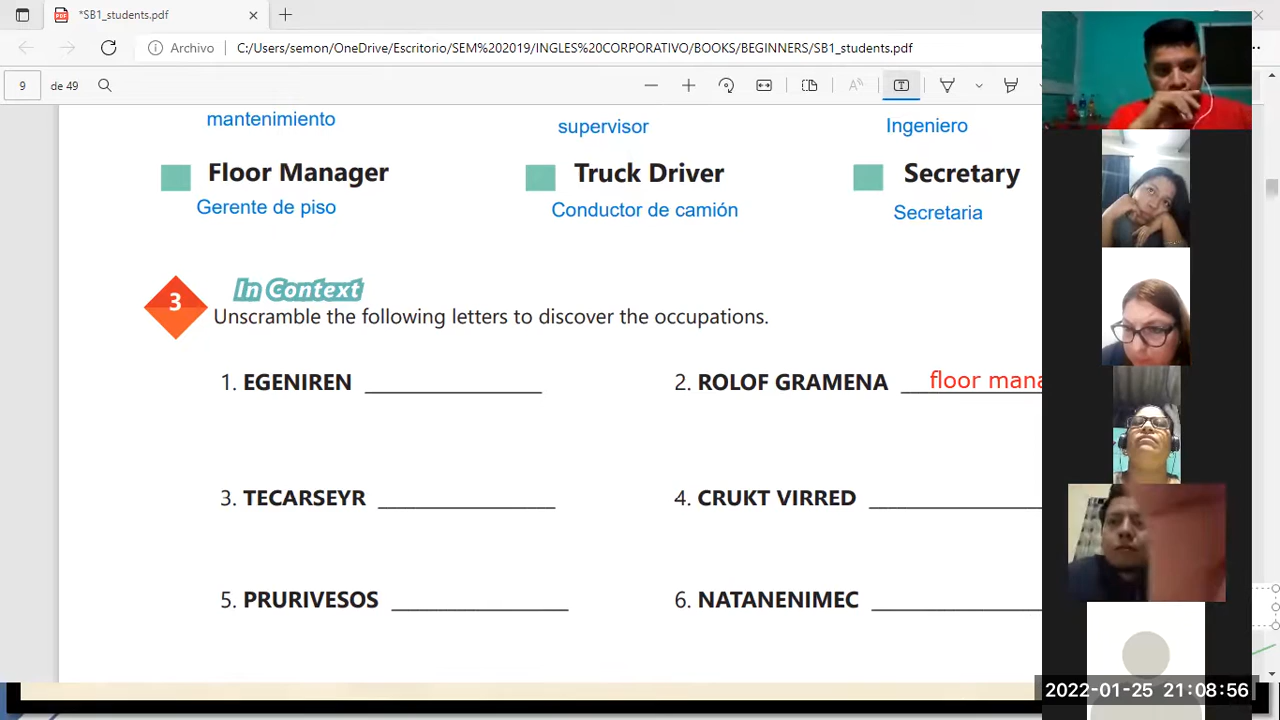 *SB1_students.pdf
Archivo C:/Users/semon/OneDrive/Escritorio/SEM%202019/INGLES%20CORPORATIVO/BOOKS/BEGINNERS/SB1_students.pdf
9 de 49
mantenimiento supervisor Ingeniero
Floor Manager Truck Driver Secretary
Gerente de piso Conductor de camión Secretaria
3 In Context
Unscramble the following letters to discover the occupations.
1. EGENIREN 2. ROLOF GRAMENA floor mana
3. TECARSEYR 4. CRUKT VIRRED
5. PRURIVESOS 6. NATANENIMEC
2022-01-25 21:08:56